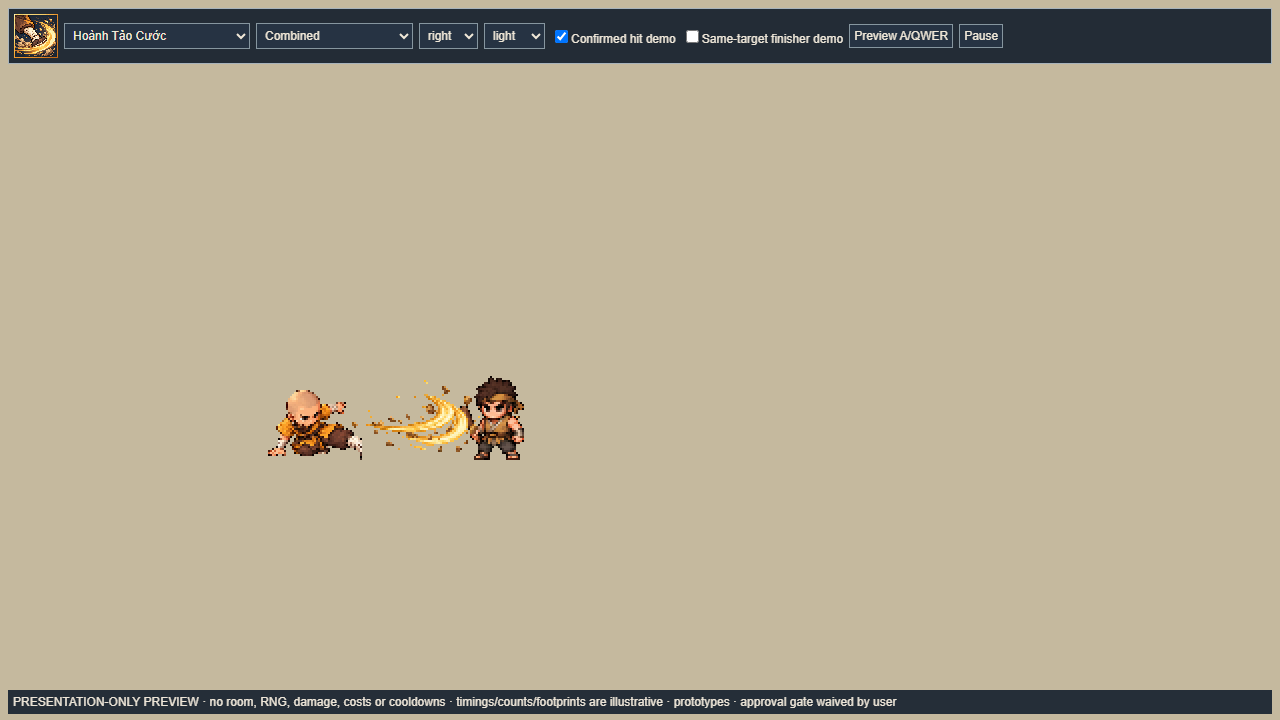 Hoành Tảo Cước Combined right light Confirmed hit demo Same-target finisher demo Preview A/QWER Pause
PRESENTATION-ONLY PREVIEW · no room, RNG, damage, costs or cooldowns · timings/counts/footprints are illustrative · prototypes · approval gate waived by user